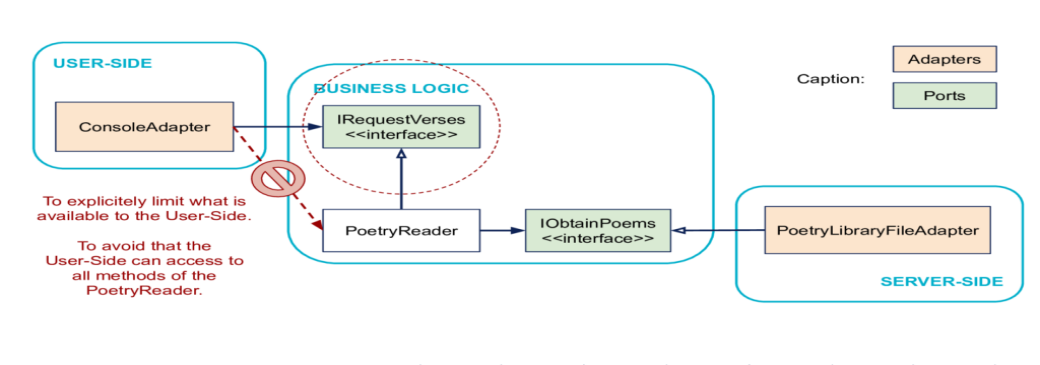 USER-SIDE
ConsoleAdapter
To explicitely limit what is
available to the User-Side.
To avoid that the
User-Side can access to
all methods of the
PoetryReader.
BUSINESS LOGIC
IRequestVerses
<<interface>>
PoetryReader
IObtainPoems
<<interface>>
Caption:
Adapters
Ports
PoetryLibraryFileAdapter
SERVER-SIDE